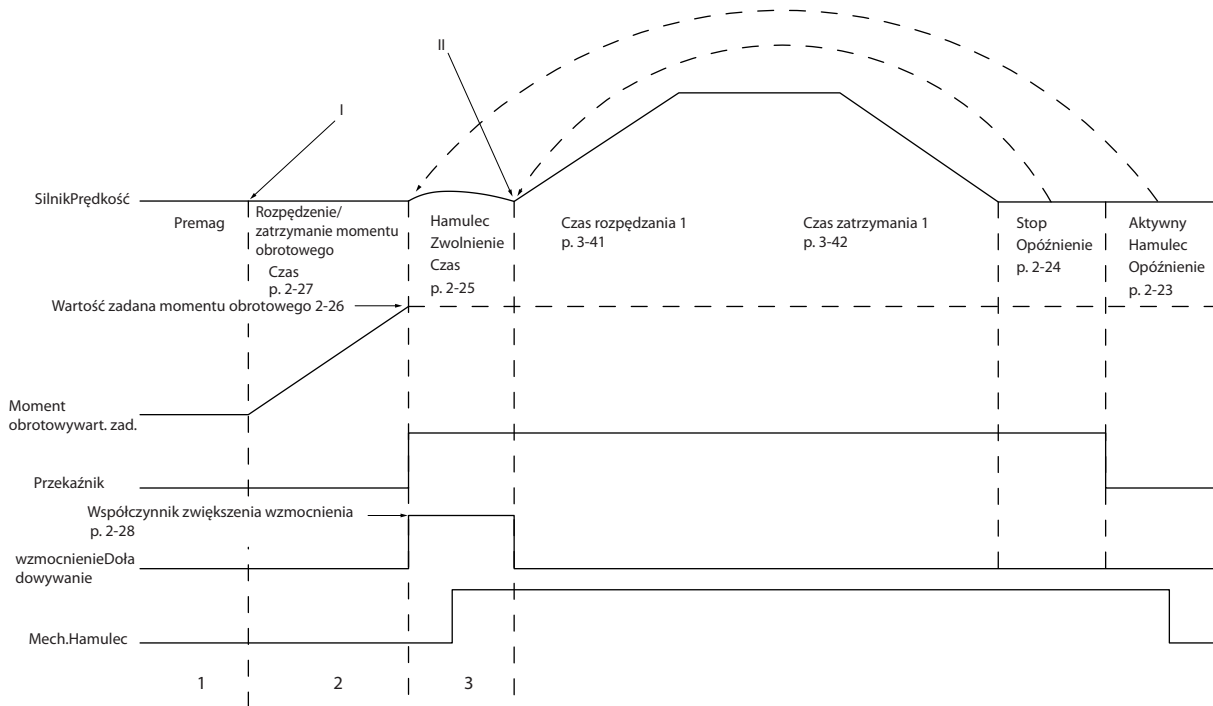 II
I
SilnikPrędkość
Premag
Rozpędzenie/
zatrzymanie momentu
obrotowego
Czas
p. 2-27
Hamulec
Zwolnienie
Czas
p. 2-25
Czas rozpędzania 1
p. 3-41
Czas zatrzymania 1
p. 3-42
Stop
Opóźnienie
p. 2-24
Aktywny
Hamulec
Opóźnienie
p. 2-23
Wartość zadana momentu obrotowego 2-26
Moment
obrotowywart. zad.
Przekaźnik
Współczynnik zwiększenia wzmocnienia
p. 2-28
wzmocnienieDoła
dowywanie
Mech.Hamulec
1
2
3